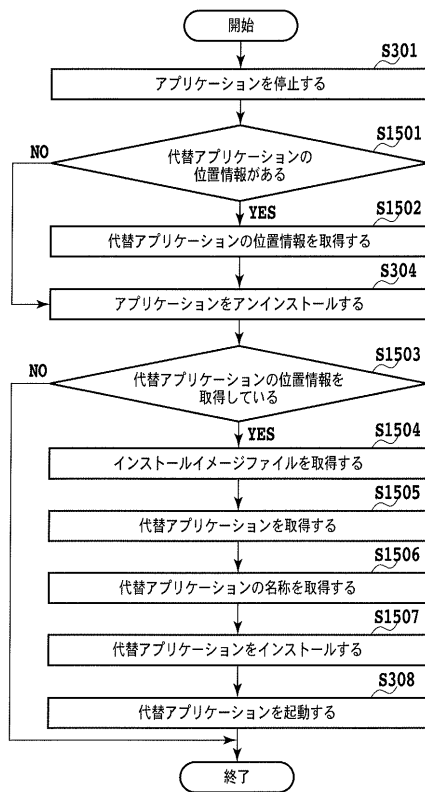 開始
S301
アプリケーションを停止する
S1501
NO
代替アプリケーションの
位置情報がある
YES
S1502
代替アプリケーションの位置情報を取得する
S304
アプリケーションをアンインストールする
S1503
NO
代替アプリケーションの位置情報を
取得している
YES
S1504
インストールイメージファイルを取得する
S1505
代替アプリケーションを取得する
S1506
代替アプリケーションの名称を取得する
S1507
代替アプリケーションをインストールする
S308
代替アプリケーションを起動する
終了